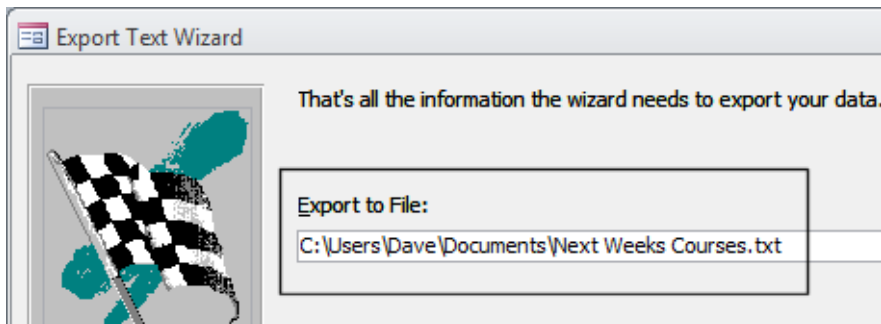 Export Text Wizard
That's all the information the wizard needs to export your data.
Export to File:
C:\Users\Dave\Documents\Next Weeks Courses.txt